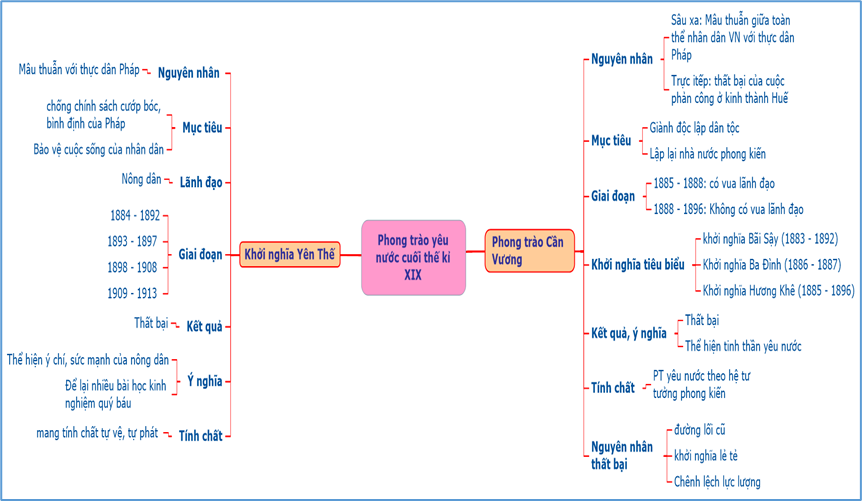 Phong trào yêu
nước cuối thế kỉ
XIX
Khởi nghĩa Yên Thế
Nguyên nhân
Mâu thuẫn với thực dân Pháp
Mục tiêu
chống chính sách cướp bóc,
bình định của Pháp
Bảo vệ cuộc sống của nhân dân
Lãnh đạo
Nông dân
Giai đoạn
1884 - 1892
1893 - 1897
1898 - 1908
1909 - 1913
Kết quả
Thất bại
Ý nghĩa
Thể hiện ý chí, sức mạnh của nông dân
Để lại nhiều bài học kinh
nghiệm quý báu
Tính chất
mang tính chất tự vệ, tự phát
Phong trào Cần
Vương
Nguyên nhân
Sâu xa: Mâu thuẫn giữa toàn
thể nhân dân VN với thực dân
Pháp
Trực itếp: thất bại của cuộc
phản công ở kinh thành Huế
Mục tiêu
Giành độc lập dân tộc
Lập lại nhà nước phong kiến
Giai đoạn
1885 - 1888: có vua lãnh đạo
1888 - 1896: Không có vua lãnh đạo
Khởi nghĩa tiêu biểu
khởi nghĩa Bãi Sậy (1883 - 1892)
Khởi nghĩa Ba Đình (1886 - 1887)
Khởi nghĩa Hương Khê (1885 - 1896)
Kết quả, ý nghĩa
Thất bại
Thể hiện tinh thần yêu nước
Tính chất
PT yêu nước theo hệ tư
tưởng phong kiến
Nguyên nhân
thất bại
đường lối cũ
khởi nghĩa lẻ tẻ
Chênh lệch lực lượng